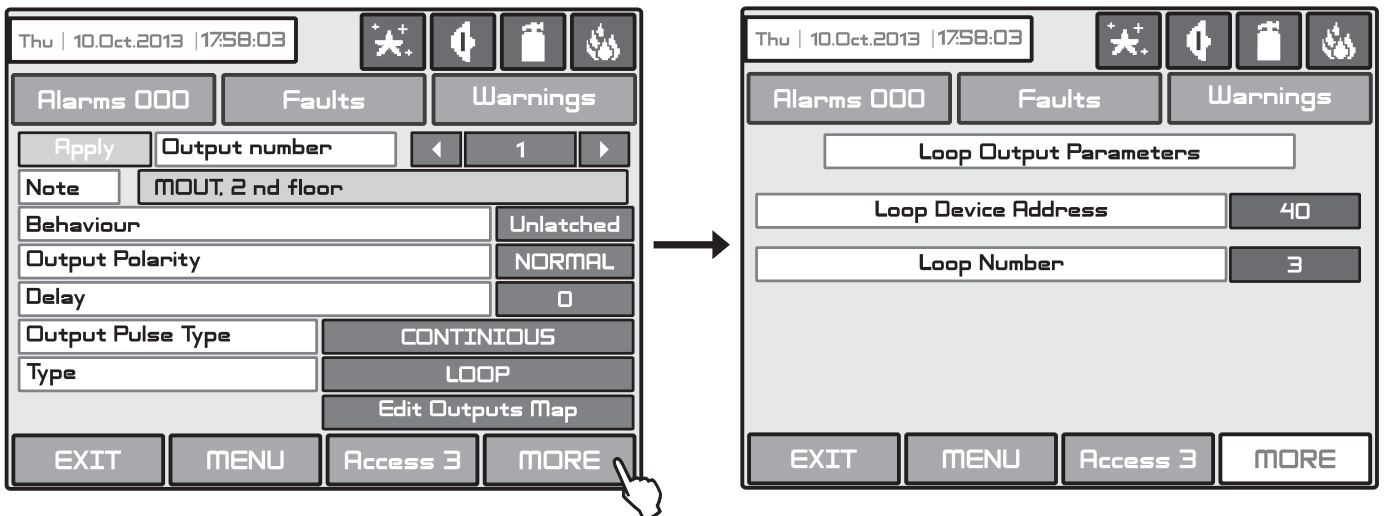 Thu | 10.Oct.2013 | 17:58:03
Alarms 000 Faults Warnings
Apply Output number 1
Note MOUT, 2 nd floor
Behaviour Unlatched
Output Polarity NORMAL
Delay 0
Output Pulse Type CONTINIOUS
Type LOOP
Edit Outputs Map
EXIT MENU Access 3 MORE
Thu | 10.Oct.2013 | 17:58:03
Alarms 000 Faults Warnings
Loop Output Parameters
Loop Device Address 40
Loop Number 3
EXIT MENU Access 3 MORE